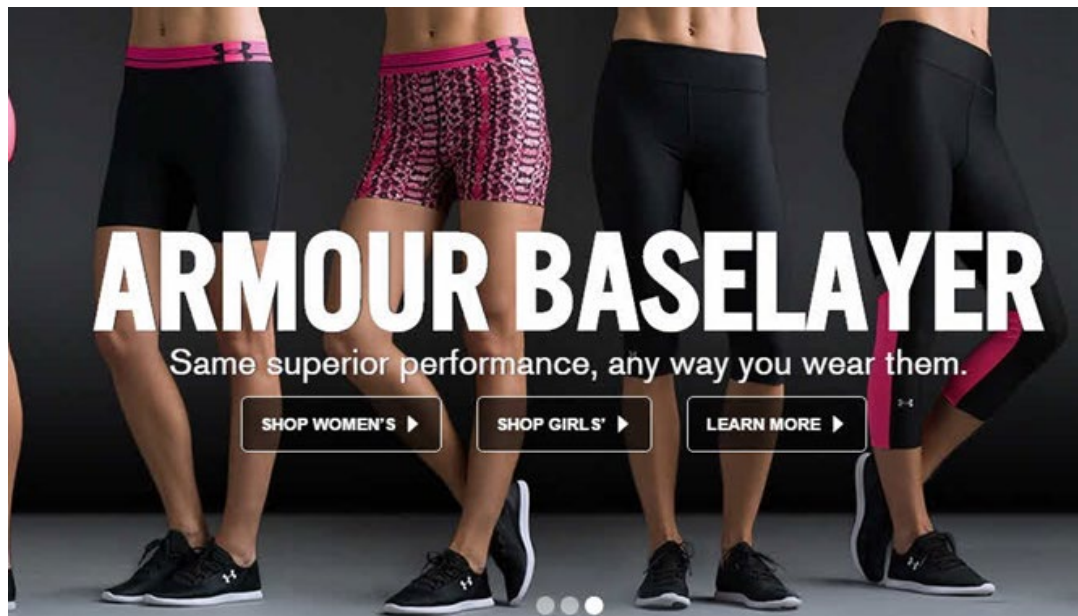 ARMOUR BASELAYER
Same superior performance, any way you wear them.
SHOP WOMEN'S
SHOP GIRLS'
LEARN MORE